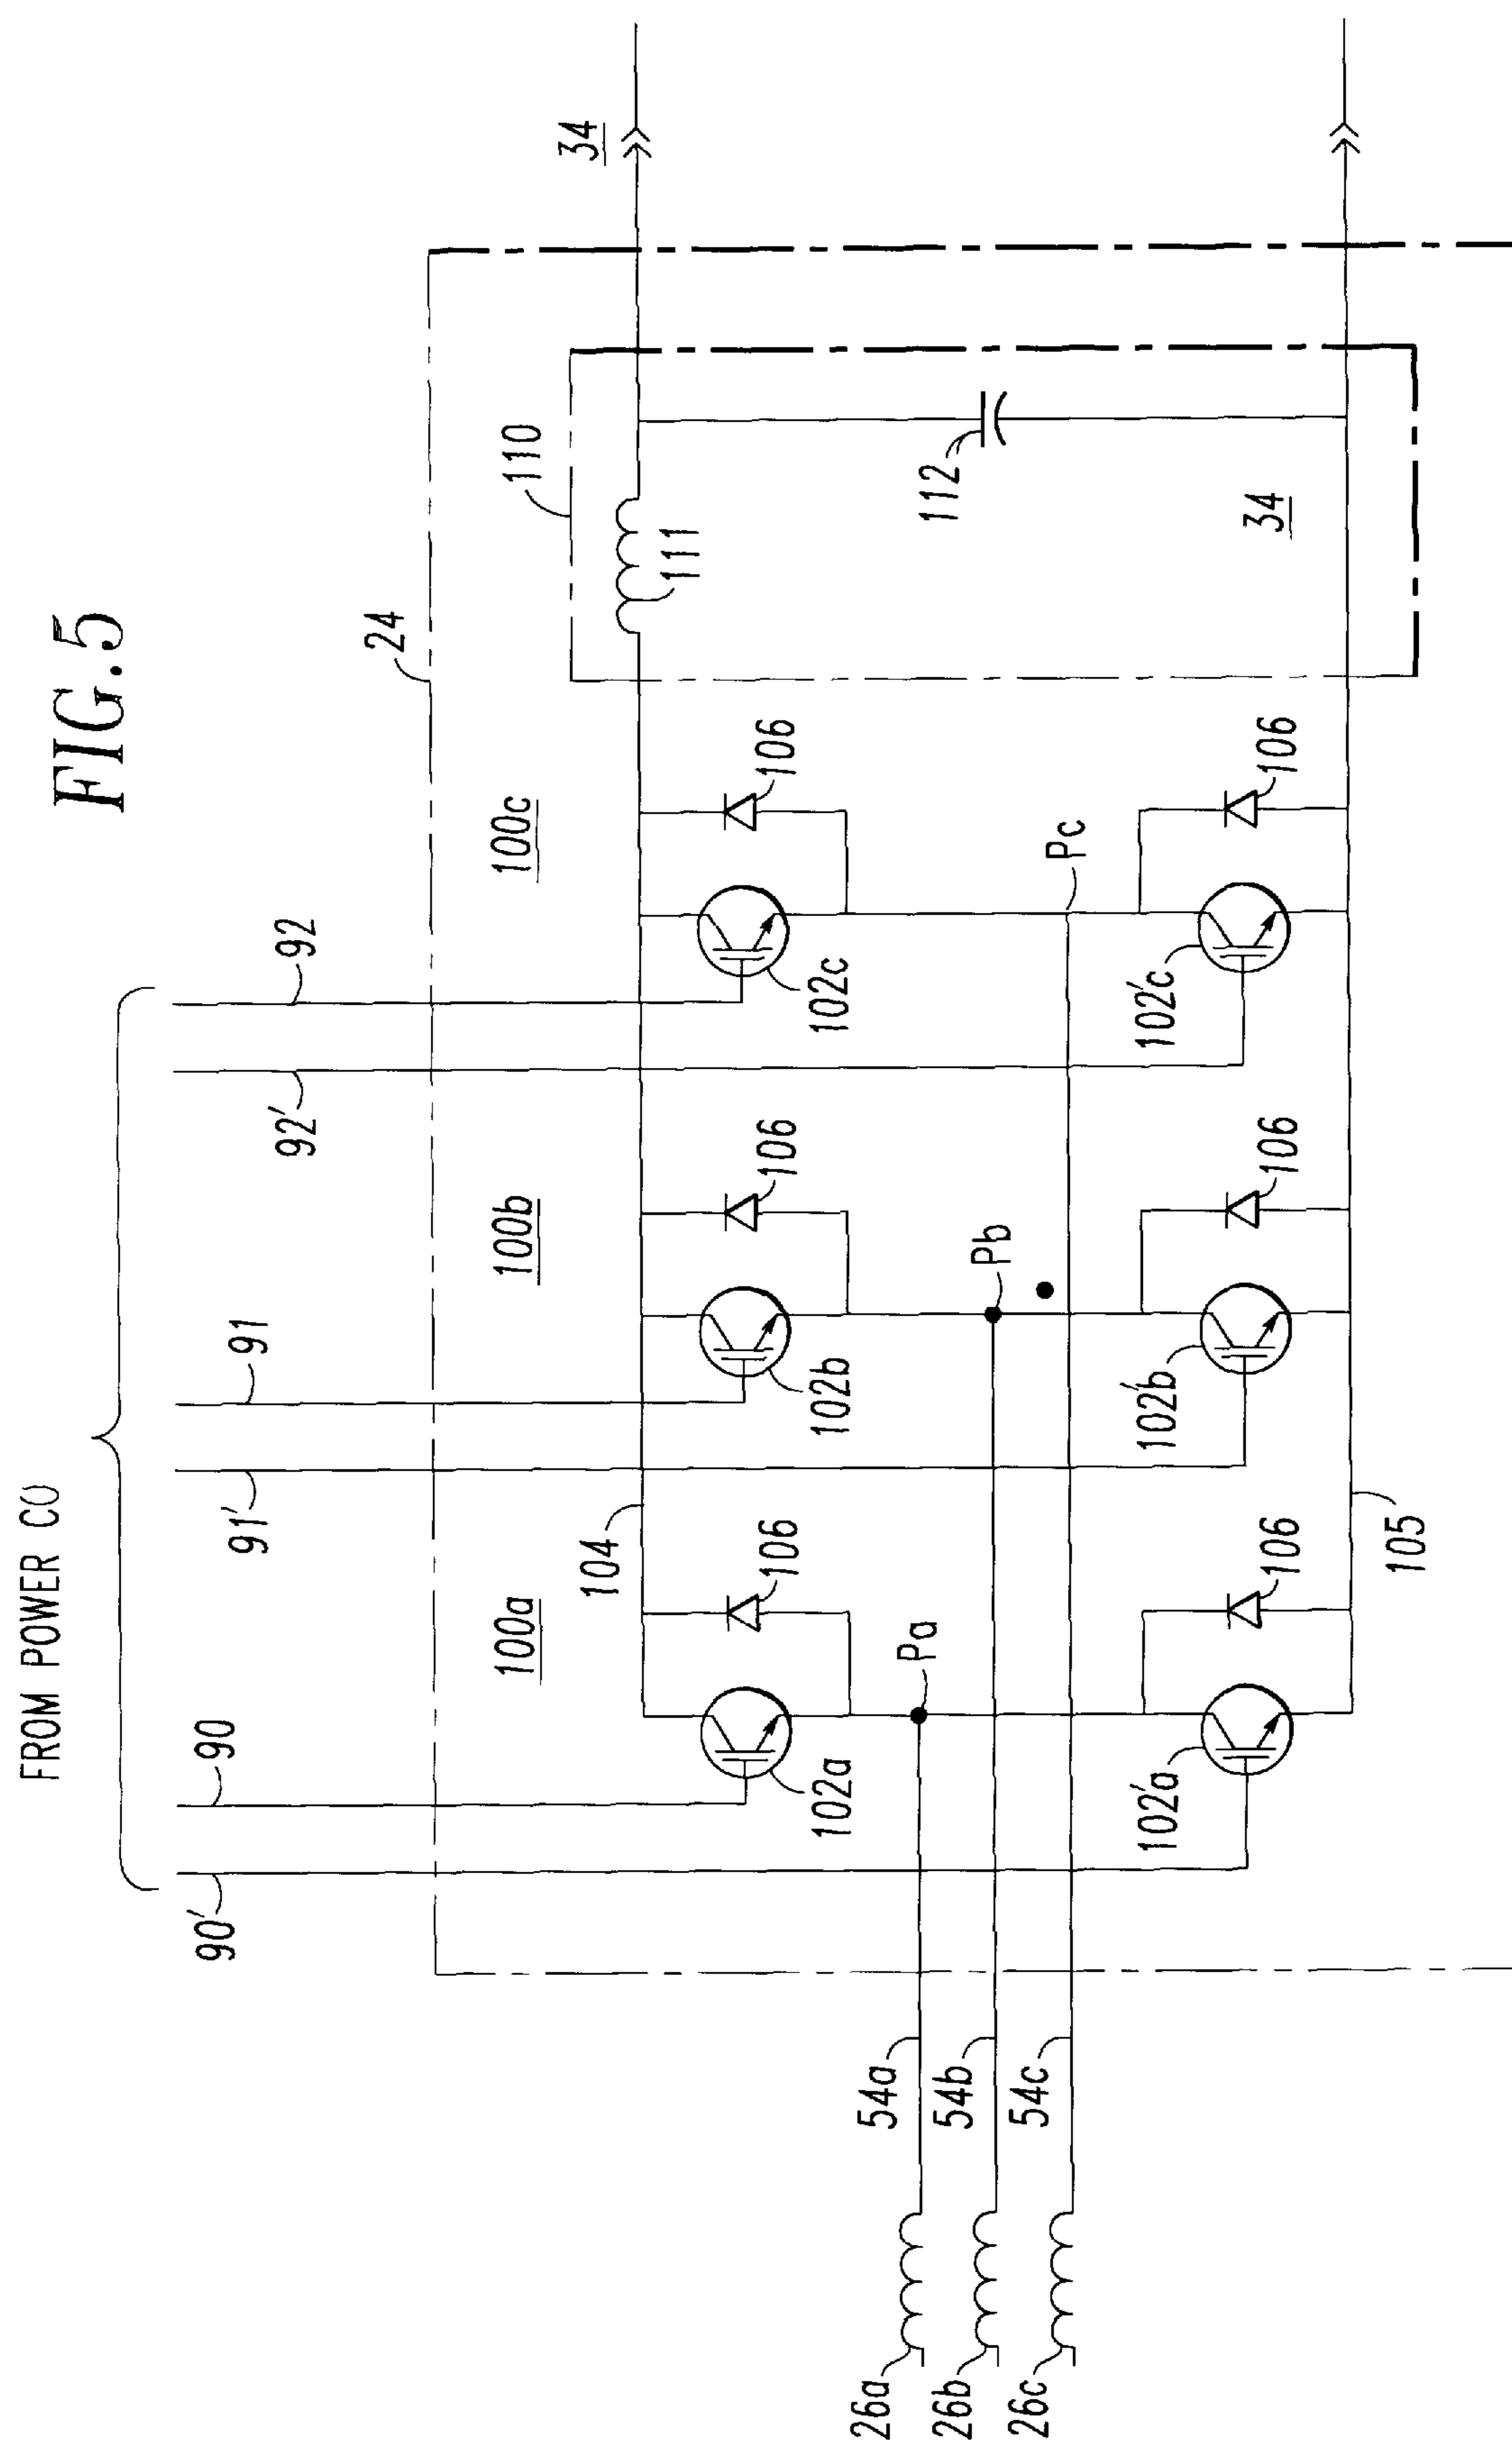 FIG.5
FROM POWER CO
90'
90
91'
91
92'
92
24
34
110
100a
100b
100c
104
111
106
106
106
102a
102b
102c
112
Pa
Pb
Pc
34
26a
26b
26c
54a
54b
54c
102'a
102'b
102'c
106
106
106
105